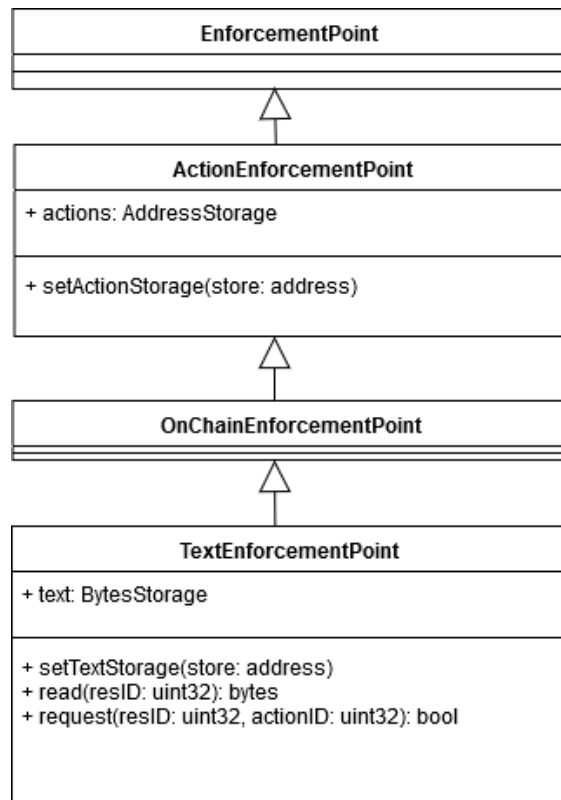 EnforcementPoint
ActionEnforcementPoint
+ actions: AddressStorage
+ setActionStorage(store: address)
OnChainEnforcementPoint
TextEnforcementPoint
+ text: BytesStorage
+ setTextStorage(store: address)
+ read(resID: uint32): bytes
+ request(resID: uint32, actionID: uint32): bool